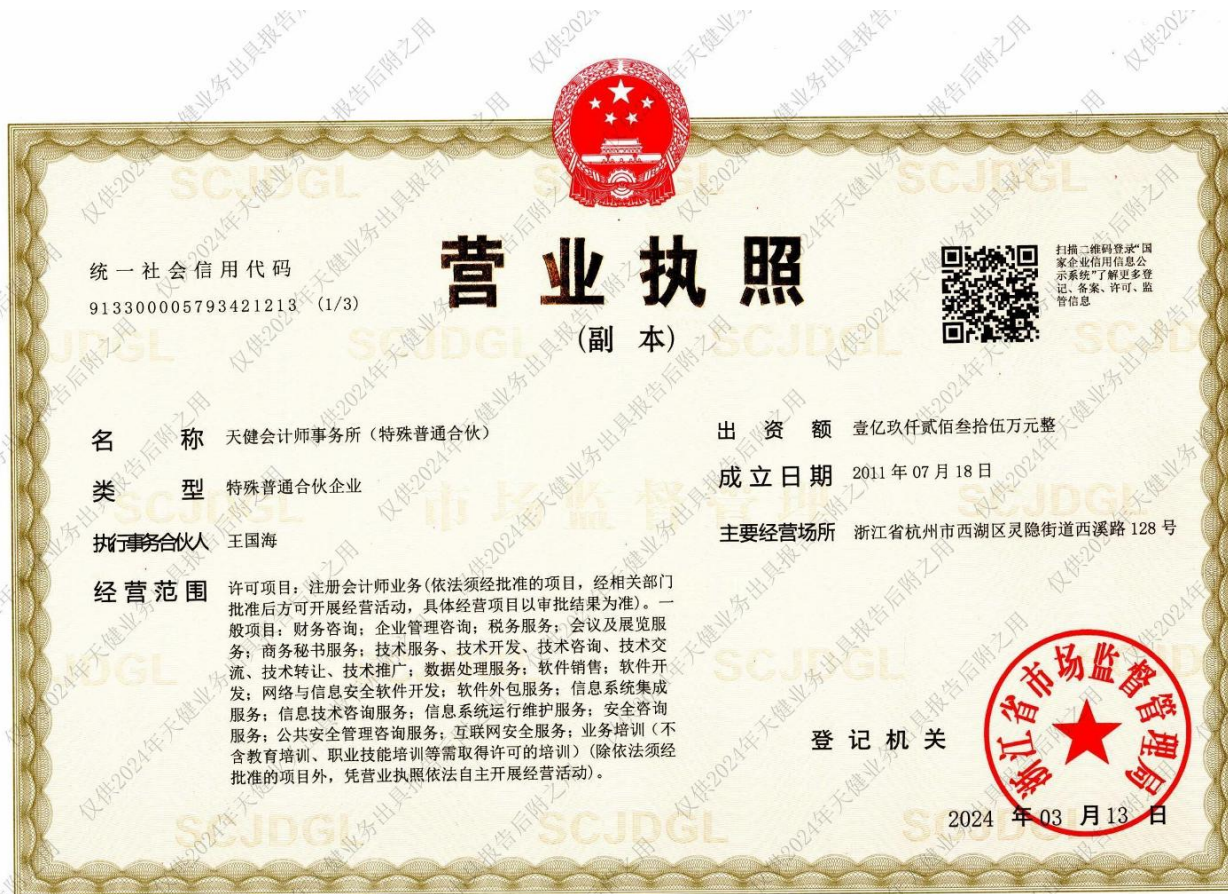 营业执照
(副 本)
统一社会信用代码
913300005793421213 (1/3)
扫描二维码登录“国
家企业信用信息公
示系统”了解更多登
记、备案、许可、监
管信息
名 称 天健会计师事务所（特殊普通合伙）
类 型 特殊普通合伙企业
执行事务合伙人 王国海
经营范围 许可项目：注册会计师业务(依法须经批准的项目，经相关部门
批准后方可开展经营活动，具体经营项目以审批结果为准)。一
般项目：财务咨询；企业管理咨询；税务服务；会议及展览服
务；商务秘书服务；技术服务、技术开发、技术咨询、技术交
流、技术转让、技术推广；数据处理服务；软件销售；软件开
发；网络与信息安全软件开发；软件外包服务；信息系统集成
服务；信息技术咨询服务；信息系统运行维护服务；安全咨询
服务；公共安全管理咨询服务；互联网安全服务；业务培训（不
含教育培训、职业技能培训等需取得许可的培训）(除依法须经
批准的项目外，凭营业执照依法自主开展经营活动)。
出 资 额 壹亿玖仟贰佰叁拾伍万元整
成立日期 2011 年 07 月 18 日
主要经营场所 浙江省杭州市西湖区灵隐街道西溪路 128 号
登记机关
浙江省市场监督管理局
2024 年 03 月 13 日
仅供2024年天健业务出具报告后附之用
SCJDGL
市场监督管理